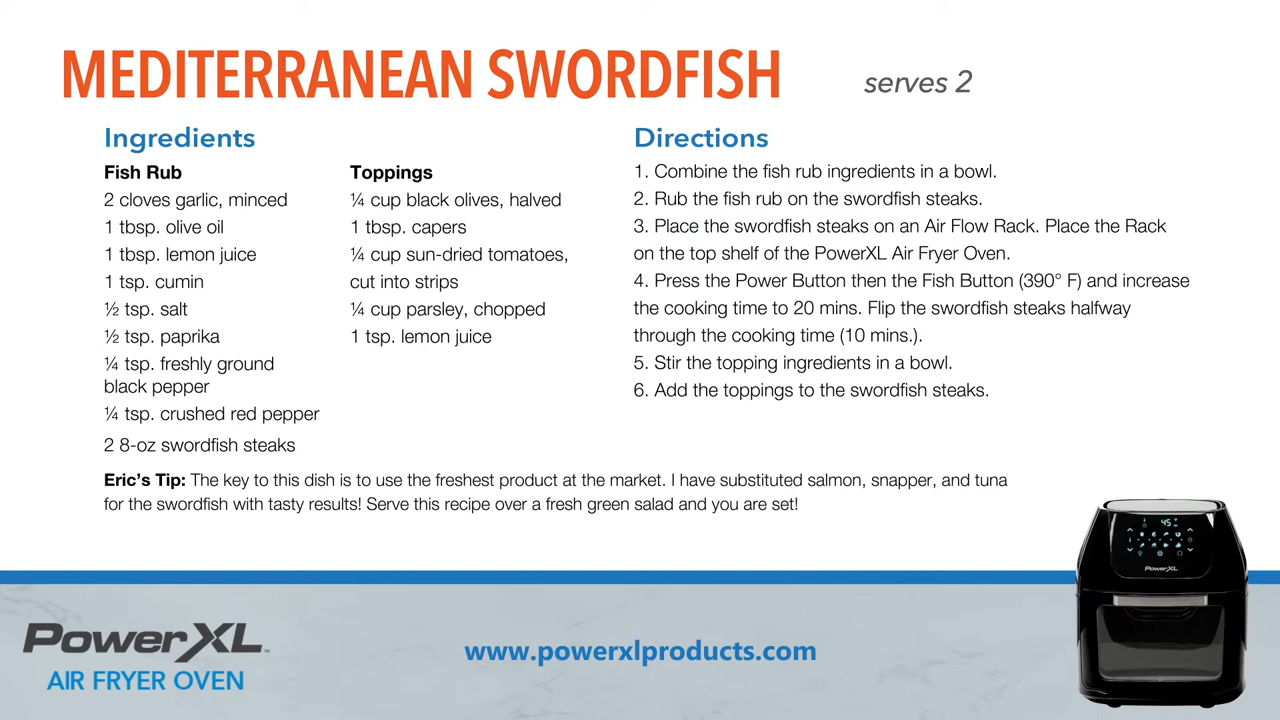 MEDITERRANEAN SWORDFISH
serves 2
Ingredients
Fish Rub
2 cloves garlic, minced
1 tbsp. olive oil
1 tbsp. lemon juice
1 tsp. cumin
½ tsp. salt
½ tsp. paprika
¼ tsp. freshly ground
black pepper
¼ tsp. crushed red pepper
2 8-oz swordfish steaks
Toppings
¼ cup black olives, halved
1 tbsp. capers
¼ cup sun-dried tomatoes,
cut into strips
¼ cup parsley, chopped
1 tsp. lemon juice
Directions
1. Combine the fish rub ingredients in a bowl.
2. Rub the fish rub on the swordfish steaks.
3. Place the swordfish steaks on an Air Flow Rack. Place the Rack
on the top shelf of the PowerXL Air Fryer Oven.
4. Press the Power Button then the Fish Button (390° F) and increase
the cooking time to 20 mins. Flip the swordfish steaks halfway
through the cooking time (10 mins.).
5. Stir the topping ingredients in a bowl.
6. Add the toppings to the swordfish steaks.
Eric's Tip: The key to this dish is to use the freshest product at the market. I have substituted salmon, snapper, and tuna
for the swordfish with tasty results! Serve this recipe over a fresh green salad and you are set!
45
PowerXL
PowerXL™
AIR FRYER OVEN
www.powerxlproducts.com